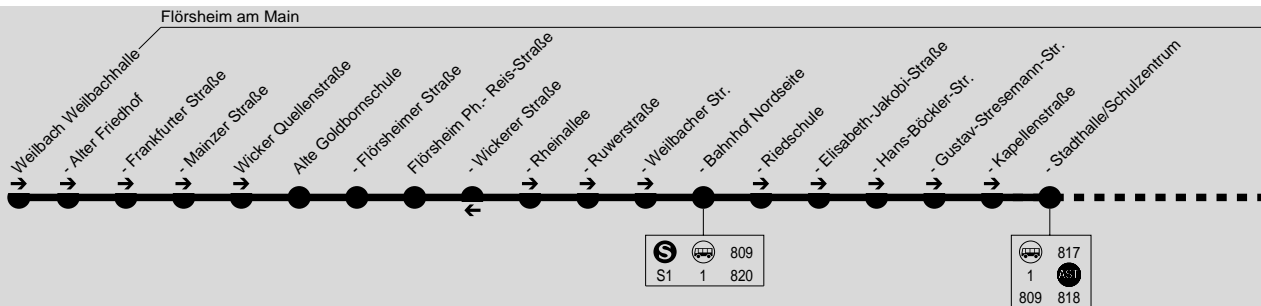 Flörsheim am Main
Weilbach Weilbachhalle
- Alter Friedhof
- Frankfurter Straße
- Mainzer Straße
Wicker Quellenstraße
Alte Goldbornschule
- Flörsheimer Straße
Flörsheim Ph.- Reis-Straße
- Wickerer Straße
- Rheinallee
- Ruwerstraße
- Weilbacher Str.
- Bahnhof Nordseite
- Riedschule
- Elisabeth-Jakobi-Straße
- Hans-Böckler-Str.
- Gustav-Stresemann-Str.
- Kapellenstraße
- Stadthalle/Schulzentrum
S 809
S1 1 820
817
1 AST
809 818